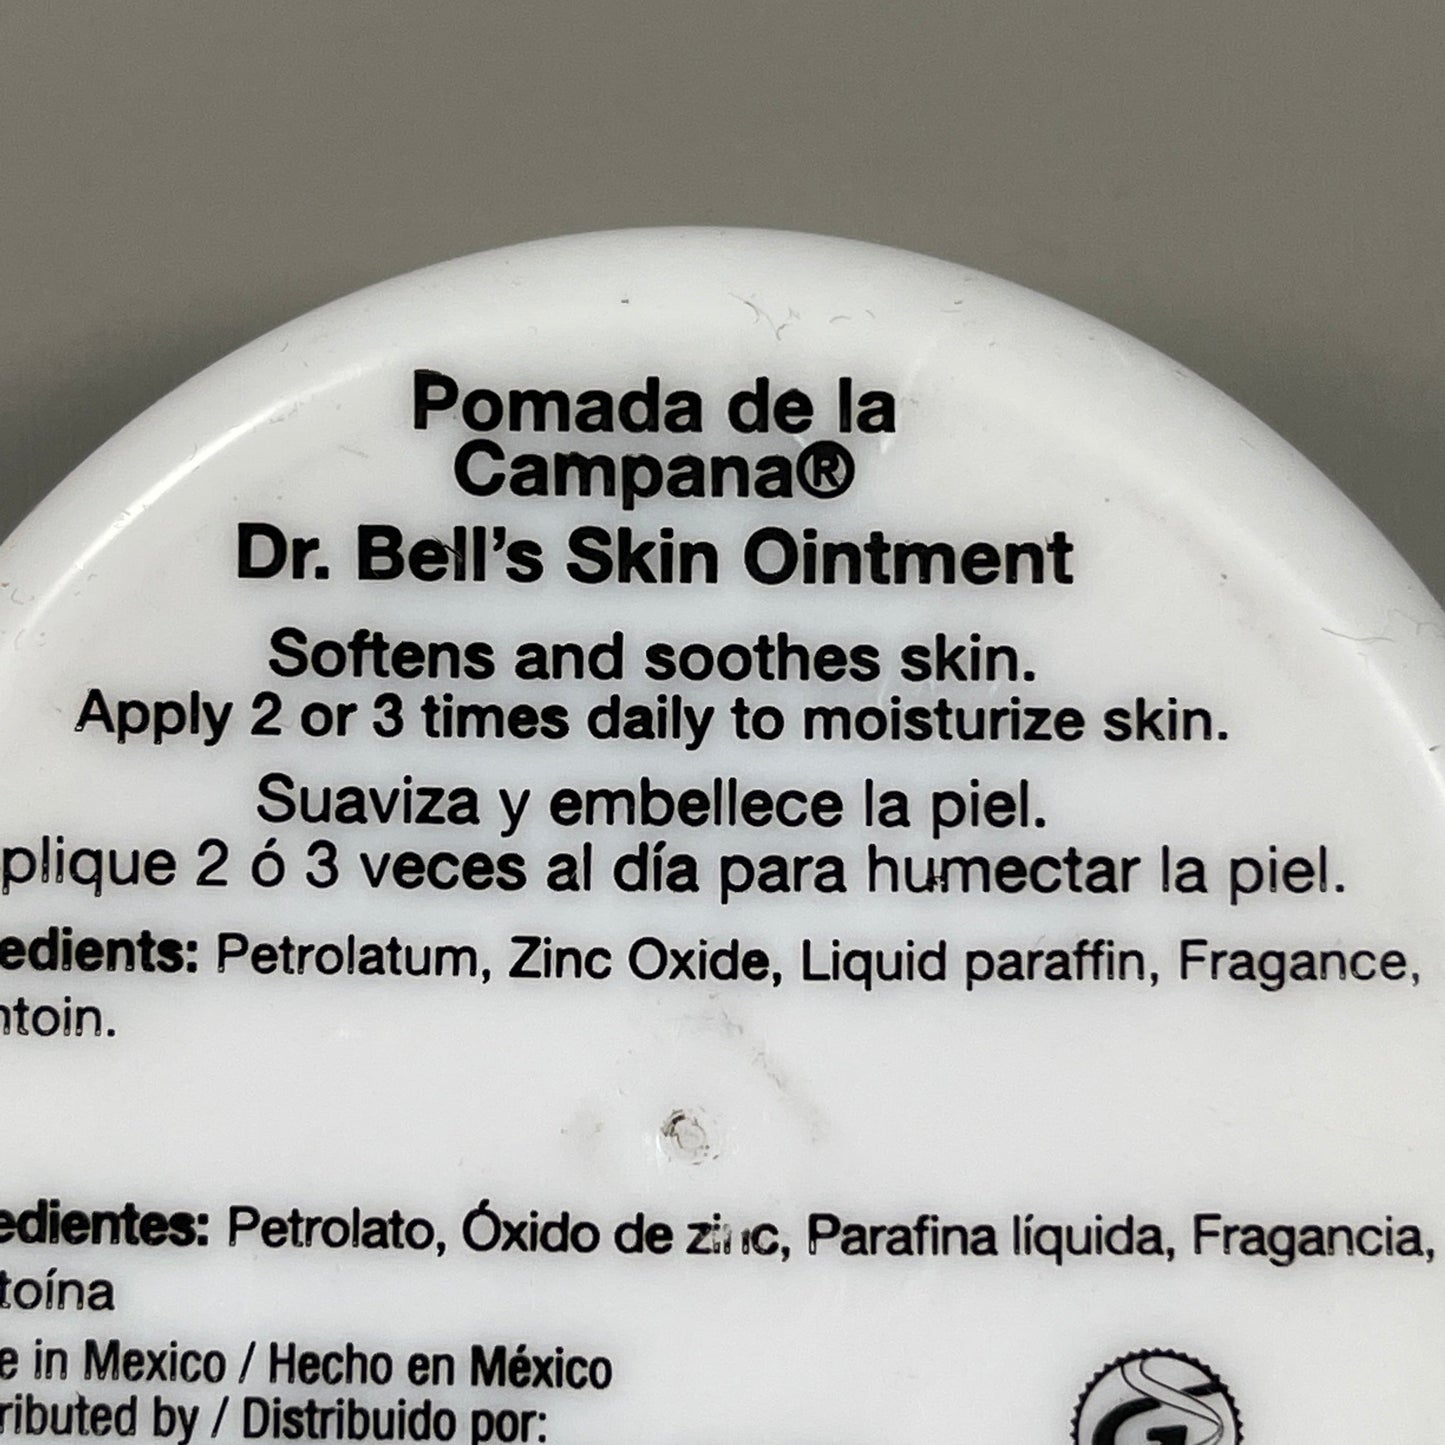 Pomada de la
Campana®
Dr. Bell's Skin Ointment
Softens and soothes skin.
Apply 2 or 3 times daily to moisturize skin.
Suaviza y embellece la piel.
plique 2 ó 3 veces al día para humectar la piel.
edients: Petrolatum, Zinc Oxide, Liquid paraffin, Fragance,
ntoin.
edientes: Petrolato, Óxido de zinc, Parafina líquida, Fragancia,
toína
e in Mexico / Hecho en México
ributed by / Distribuido por:
G